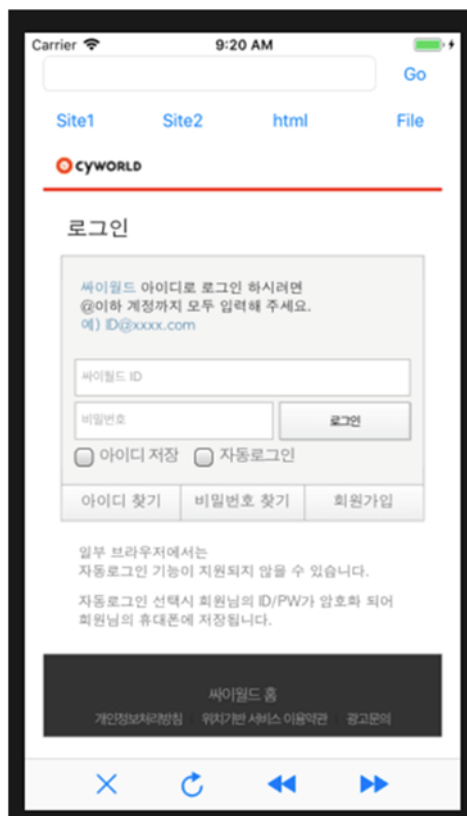 Carrier 9:20 AM
Go
Site1 Site2 html File
CYWORLD
로그인
싸이월드 아이디로 로그인 하시려면
@이하 계정까지 모두 입력해 주세요.
예) ID@xxxx.com
싸이월드 ID
비밀번호 로그인
아이디 저장 자동로그인
아이디 찾기 비밀번호 찾기 회원가입
일부 브라우저에서는
자동로그인 기능이 지원되지 않을 수 있습니다.
자동로그인 선택시 회원님의 ID/PW가 암호화 되어
회원님의 휴대폰에 저장됩니다.
싸이월드 홈
개인정보처리방침 위치기반 서비스 이용약관 광고문의